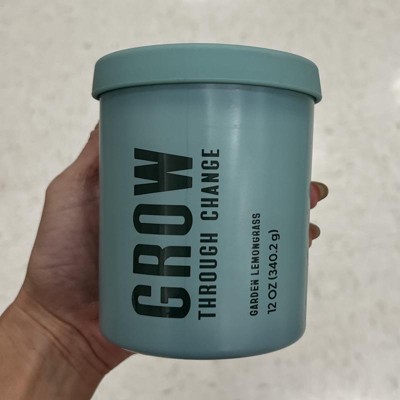 GROW
THROUGH CHANGE
GARDEN LEMONGRASS
12 OZ (340.2 g)